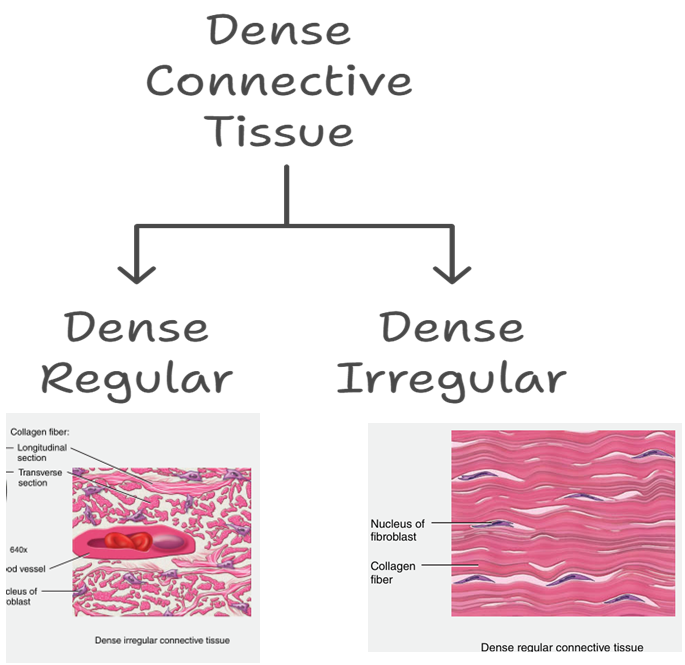 Dense
Connective
Tissue
Dense
Regular
Dense
Irregular
Collagen fiber:
Longitudinal
section
Transverse
section
640x
od vessel
cleus of
oblast
Dense irregular connective tissue
Nucleus of
fibroblast
Collagen
fiber
Dense regular connective tissue